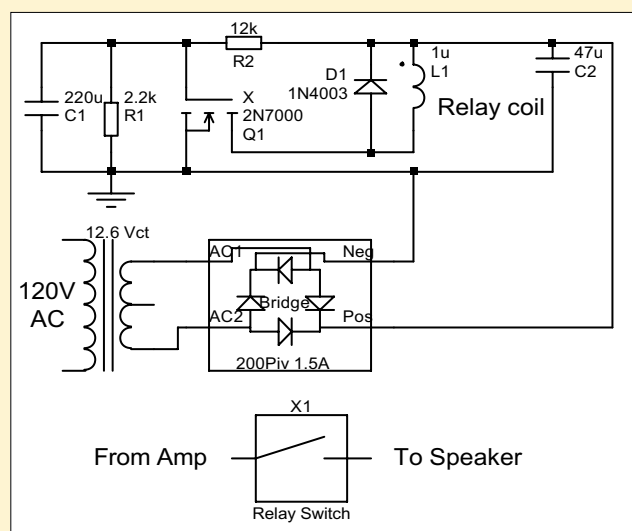 12k
R2
1u
L1
47u
C2
D1
1N4003
220u
C1
2.2k
R1
X
2N7000
Q1
Relay coil
12.6 Vct
120V
AC
AC1
Neg
Bridge
AC2
Pos
200Piv 1.5A
X1
From Amp
To Speaker
Relay Switch